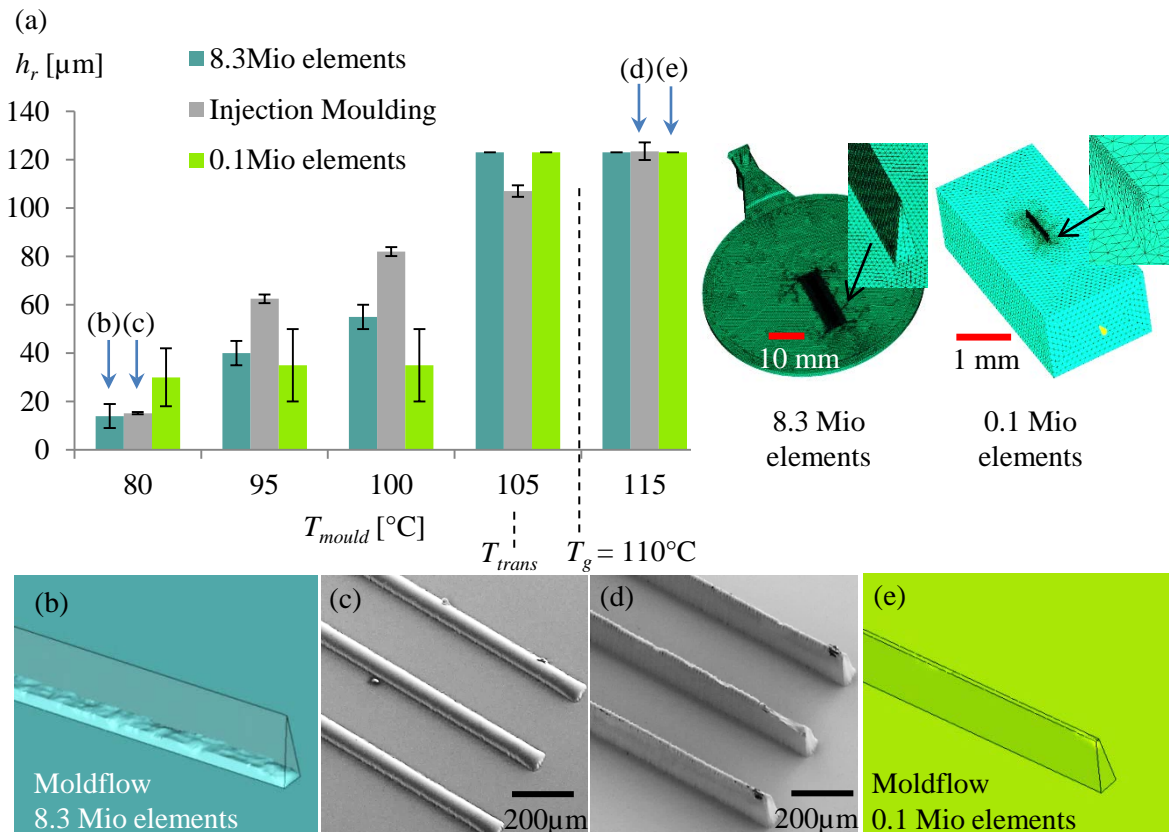 (a)
h_r [µm]
8.3Mio elements
Injection Moulding
0.1Mio elements
(d) (e)
140
120
100
80
60
40
20
0
(b) (c)
80 95 100 105 115
T_mould [°C]
T_trans
T_g = 110°C
10 mm
1 mm
8.3 Mio
elements
0.1 Mio
elements
(b)
Moldflow
8.3 Mio elements
(c)
200µm
(d)
200µm
(e)
Moldflow
0.1 Mio elements